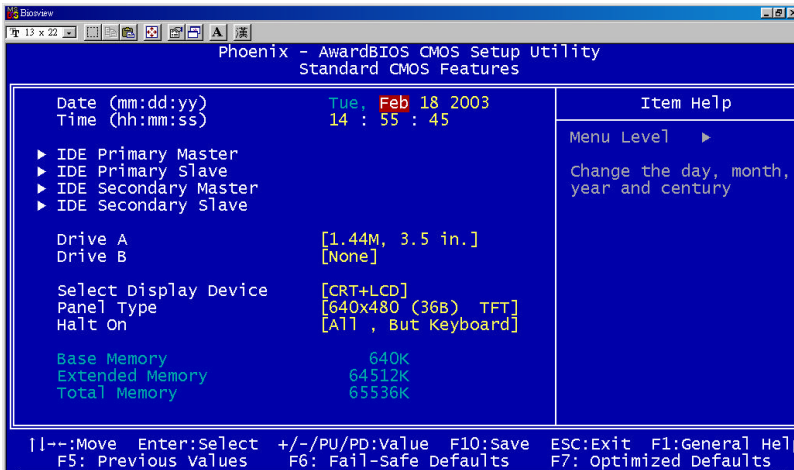 Biosview
13 x 22
A 漢
Phoenix - AwardBIOS CMOS Setup Utility
Standard CMOS Features
Date (mm:dd:yy) Tue, Feb 18 2003
Time (hh:mm:ss) 14 : 55 : 45
▶ IDE Primary Master
▶ IDE Primary Slave
▶ IDE Secondary Master
▶ IDE Secondary Slave
Drive A [1.44M, 3.5 in.]
Drive B [None]
Select Display Device [CRT+LCD]
Panel Type [640x480 (36B) TFT]
Halt On [All , But Keyboard]
Base Memory 640K
Extended Memory 64512K
Total Memory 65536K
Item Help
Menu Level ▶
Change the day, month,
year and century
↑↓→←:Move Enter:Select +/-/PU/PD:Value F10:Save ESC:Exit F1:General Help
F5: Previous Values F6: Fail-Safe Defaults F7: Optimized Defaults